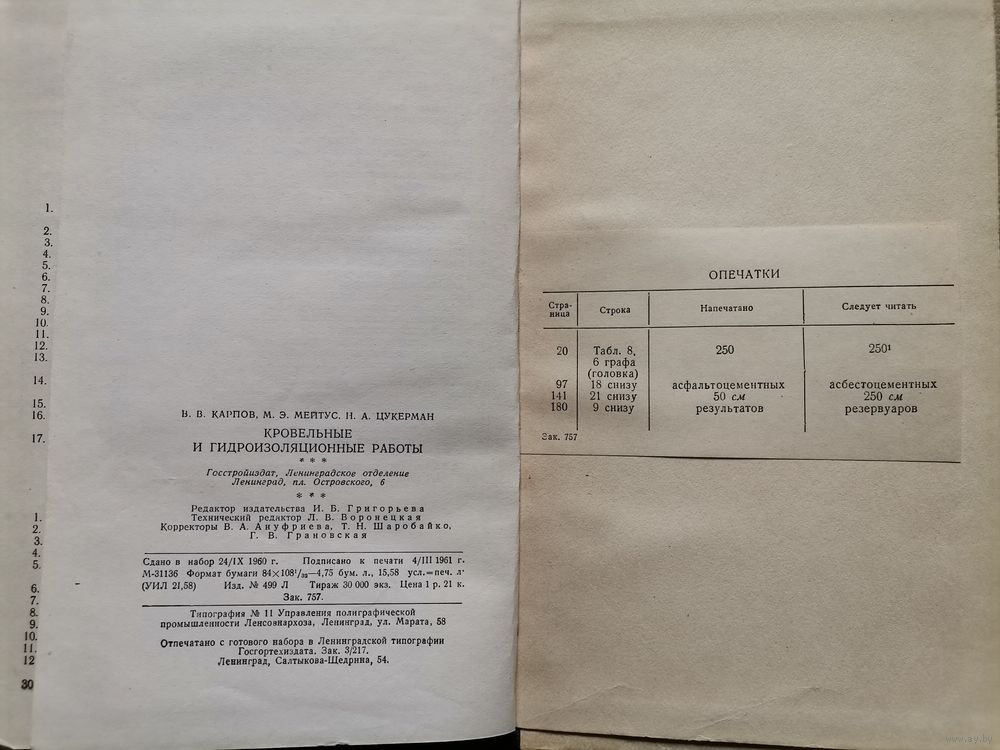 1.
2.
3.
4.
5.
6.
7.
8.
9.
10.
11.
12.
13.
14.
15.
16.
17.
1.
2.
3.
4.
5.
6.
7.
8.
9.
10.
11.
12
30
В. В. КАРПОВ, М. Э. МЕЙТУС, Н. А. ЦУКЕРМАН
КРОВЕЛЬНЫЕ
И ГИДРОИЗОЛЯЦИОННЫЕ РАБОТЫ
* * *
Госстройиздат, Ленинградское отделение
Ленинград, пл. Островского, 6
* * *
Редактор издательства И. Б. Григорьева
Технический редактор Л. В. Воронецкая
Корректоры В. А. Ануфриева, Т. Н. Шаробайко,
Г. В. Грановская
Сдано в набор 24/IX 1960 г. Подписано к печати 4/III 1961 г.
М-31136 Формат бумаги 84×108¹/₃₂—4,75 бум. л., 15,58 усл.=печ. л.
(УИЛ 21,58) Изд. № 499 Л Тираж 30 000 экз. Цена 1 р. 21 к.
Зак. 757.
Типография № 11 Управления полиграфической
промышленности Ленсовнархоза, Ленинград, ул. Марата, 58
Отпечатано с готового набора в Ленинградской типографии
Госгортехиздата. Зак. 3/217.
Ленинград, Салтыкова-Щедрина, 54.
ОПЕЧАТКИ
Стра-ница Строка Напечатано Следует читать
20 Табл. 8, 250 250¹
6 графа
(головка)
97 18 снизу асфальтоцементных асбестоцементных
141 21 снизу 50 см 250 см
180 9 снизу результатов резервуаров
Зак. 757
www.ay.by